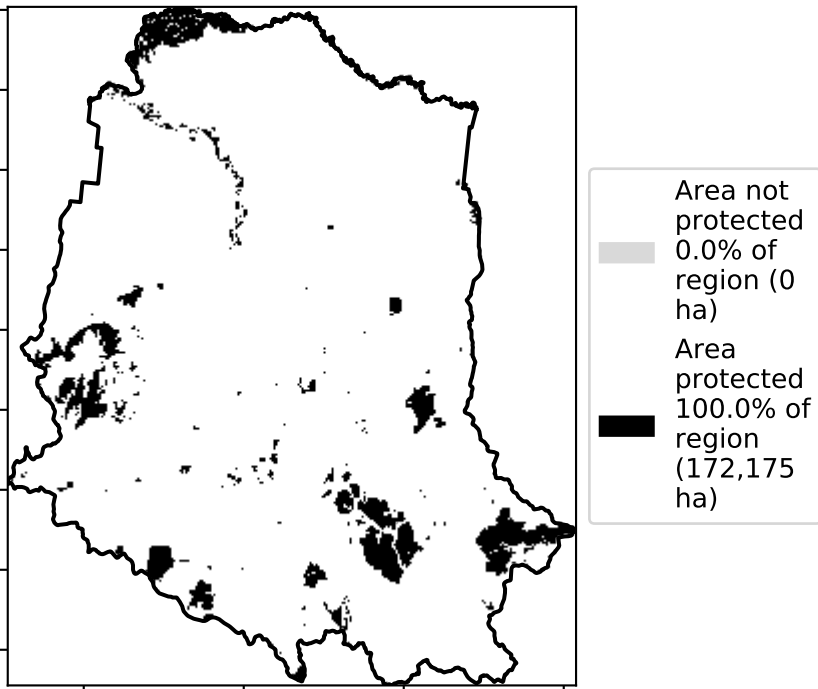 Area not
protected
0.0% of
region (0
ha)
Area
protected
100.0% of
region
(172,175
ha)